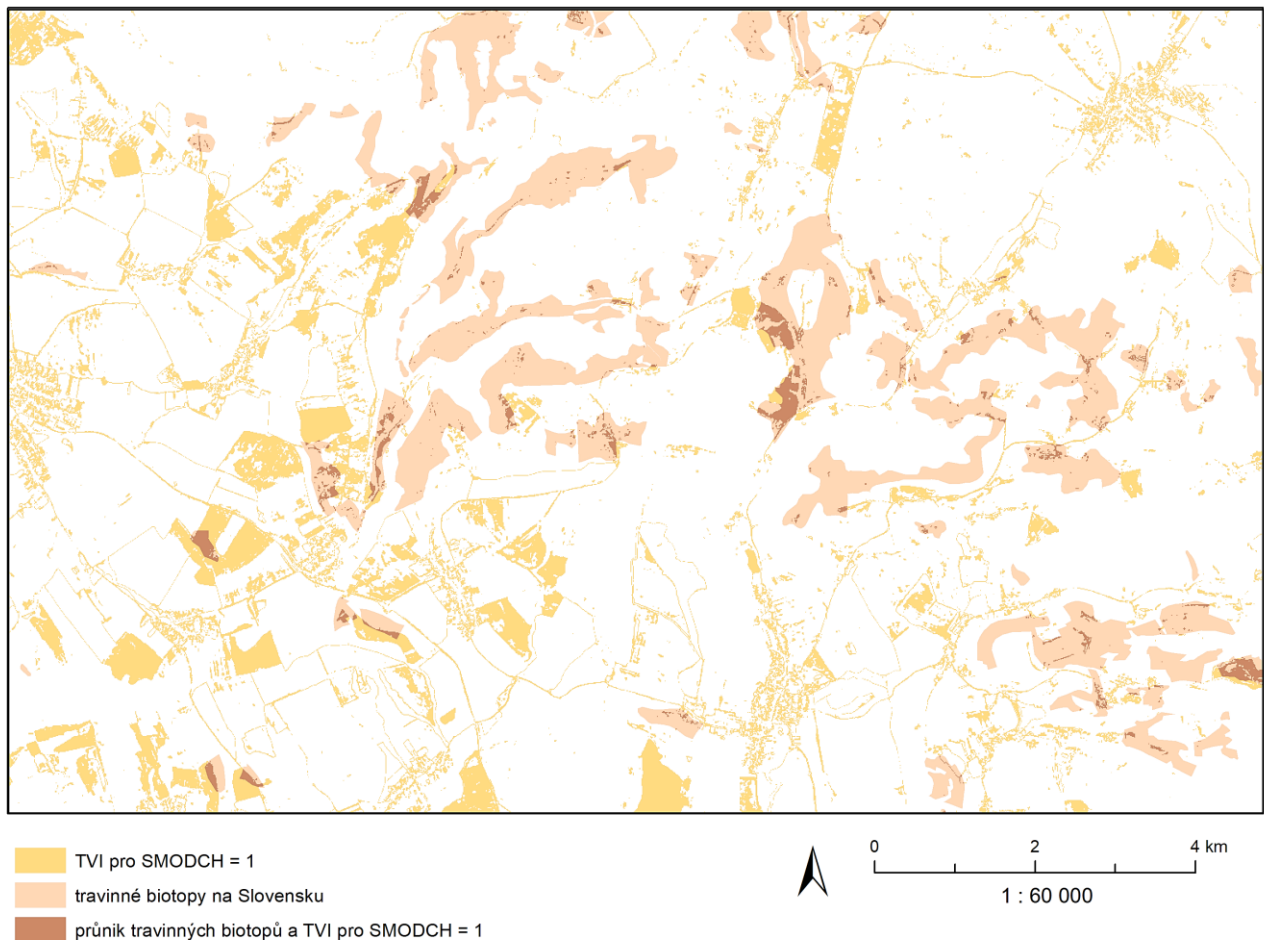 TVI pro SMODCH = 1
travinné biotopy na Slovensku
průnik travinných biotopů a TVI pro SMODCH = 1
0 2 4 km
1 : 60 000